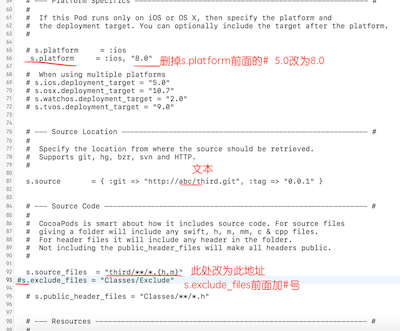 # ――― Platform Specifics ――― #
#
#  If this Pod runs only on iOS or OS X, then specify the platform and
#  the deployment target. You can optionally include the target after the platform.
#
65
# s.platform     = :ios
66
s.platform     = :ios, "8.0" 删掉s.platform前面的#  5.0改为8.0
67
68
#  When using multiple platforms
69
# s.ios.deployment_target = "5.0"
70
# s.osx.deployment_target = "10.7"
71
# s.watchos.deployment_target = "2.0"
72
# s.tvos.deployment_target = "9.0"
73
74
75
76
# ――― Source Location ――― #
77
#
78
#  Specify the location from where the source should be retrieved.
79
#  Supports git, hg, bzr, svn and HTTP.
80
#
文本
81
s.source       = { :git => "http://abc/third.git", :tag => "0.0.1" }
82
83
84
# ――― Source Code ――― #
85
#
86
#  CocoaPods is smart about how it includes source code. For source files
87
#  giving a folder will include any swift, h, m, mm, c & cpp files.
88
#  For header files it will include any header in the folder.
89
#  Not including the public_header_files will make all headers public.
90
#
91
92
s.source_files  = "third/**/*.{h,m}" 此处改为此地址
93
#s.exclude_files = "Classes/Exclude" s.exclude_files前面加#号
94
95
# s.public_header_files = "Classes/**/*.h"
96
97
98
# ――― Resources ――― #